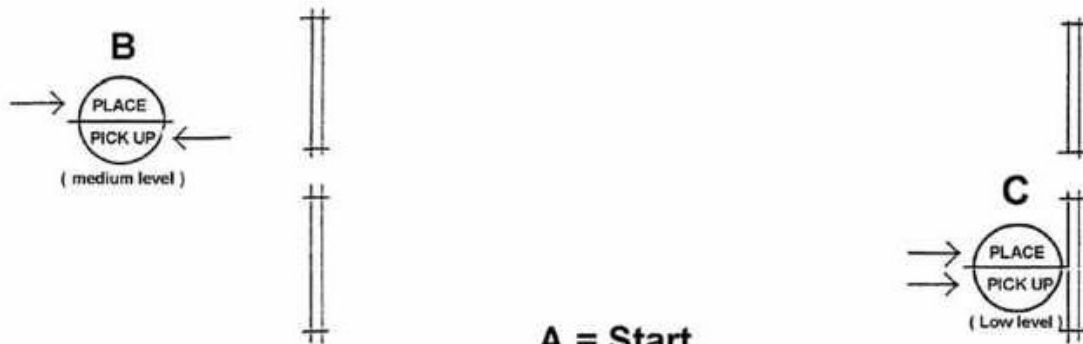 B
PLACE
PICK UP
( medium level )
C
PLACE
PICK UP
( Low level )
A = Start